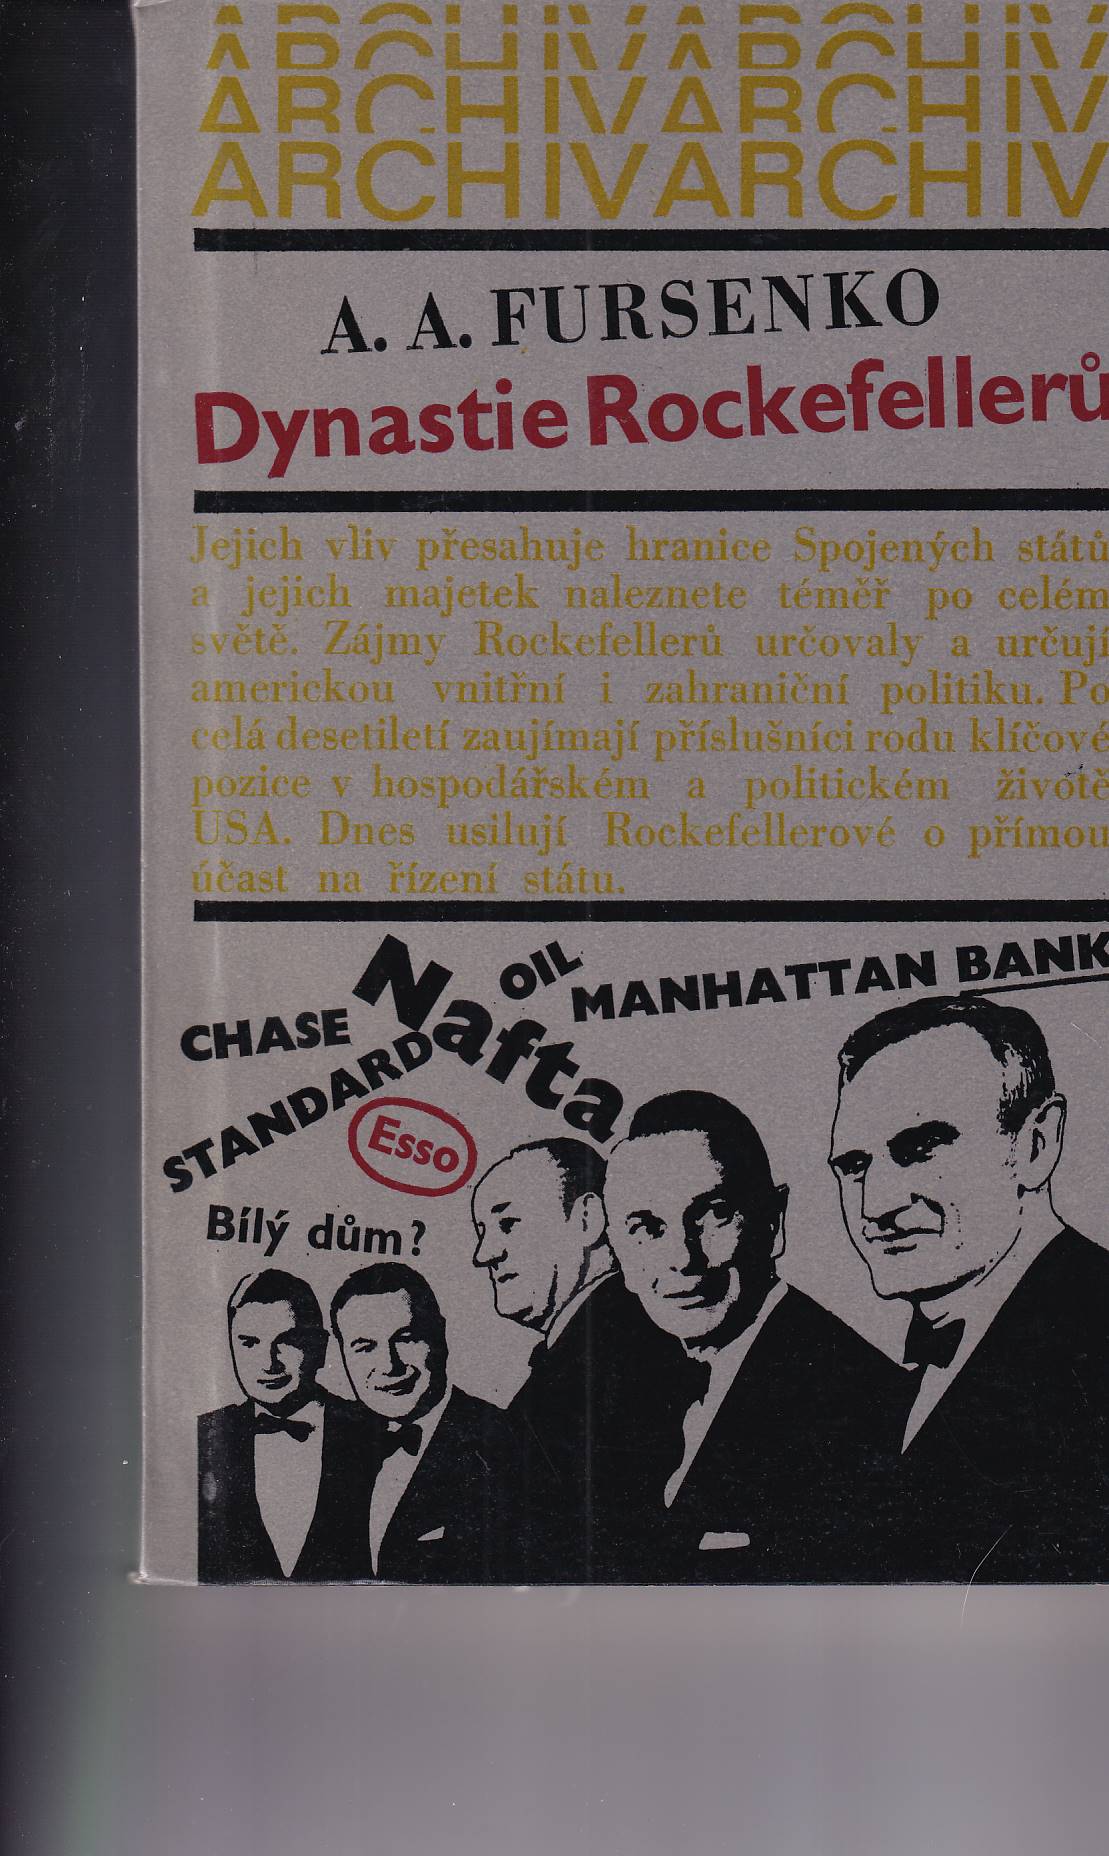 ARCHIVARCHIV
ARCHIVARCHIV
ARCHIVARCHIV
ARCHIVARCHIV
A. A. FURSENKO
Dynastie Rockefellerů
Jejich vliv přesahuje hranice Spojených států
a jejich majetek naleznete téměř po celém
světě. Zájmy Rockefellerů určovaly a určují
americkou vnitřní i zahraniční politiku. Po
celá desetiletí zaujímají příslušníci rodu klíčové
pozice v hospodářském a politickém životě
USA. Dnes usilují Rockefellerové o přímou
účast na řízení státu.
CHASE
MANHATTAN BANK
STANDARD
OIL
Nafta
Esso
Bílý dům?